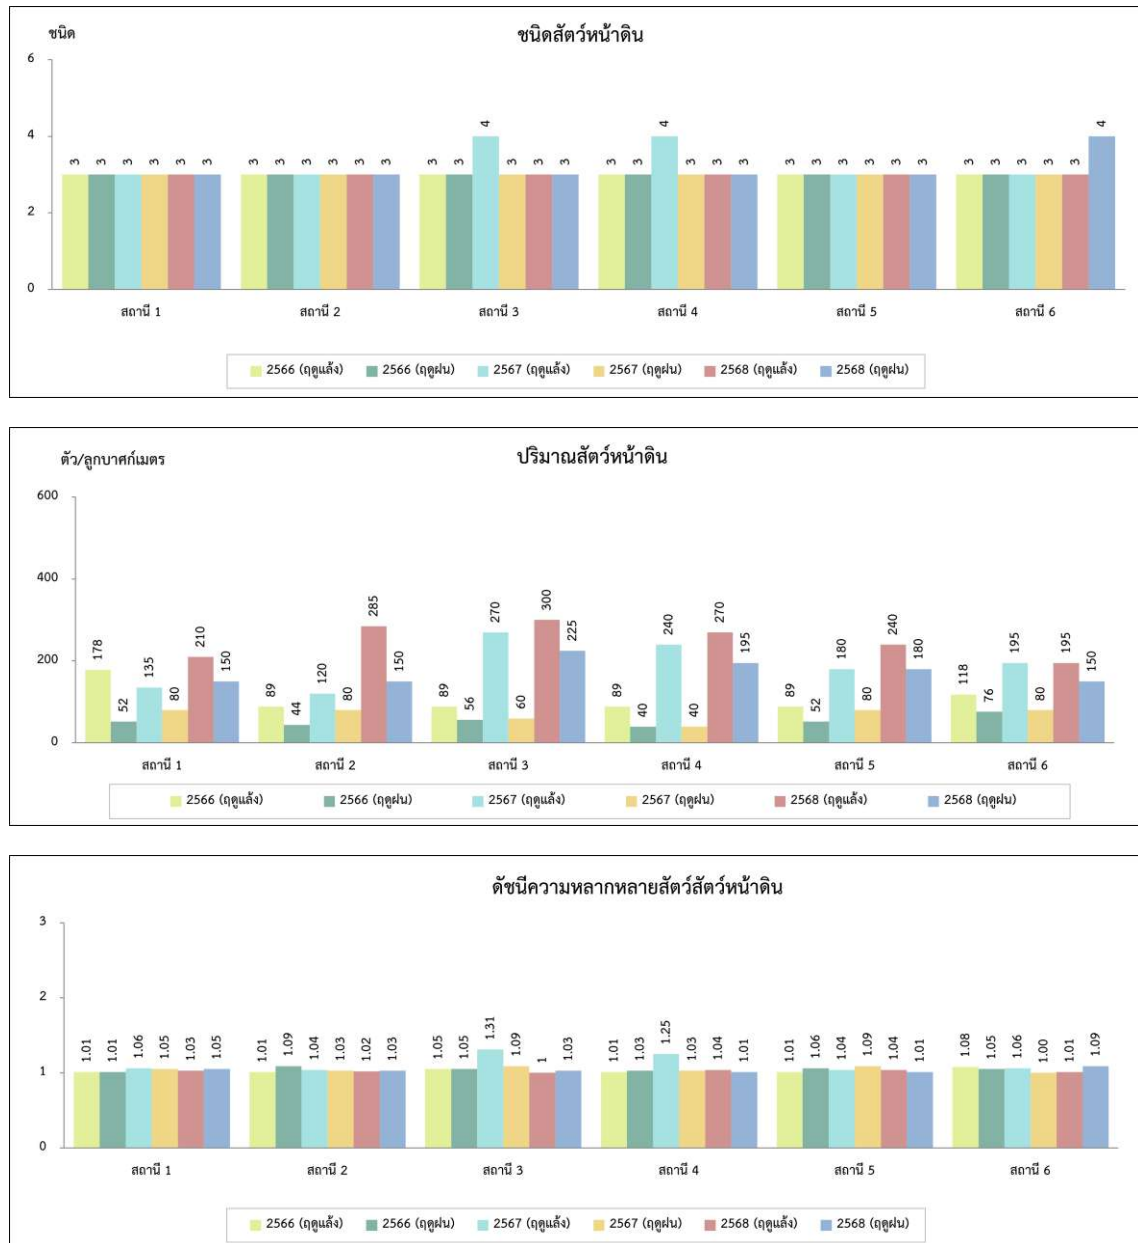 ชนิดสัตว์หน้าดิน
ชนิด
6
4
2
0
3 3 3 3 3 3 3 3 3 3 3 3 3 3 4 3 3 3 3 3 4 3 3 3 3 3 3 3 3 3 3 3 3 3 3 4
สถานี 1 สถานี 2 สถานี 3 สถานี 4 สถานี 5 สถานี 6
2566 (ฤดูแล้ง) 2566 (ฤดูฝน) 2567 (ฤดูแล้ง) 2567 (ฤดูฝน) 2568 (ฤดูแล้ง) 2568 (ฤดูฝน)
ปริมาณสัตว์หน้าดิน
ตัว/ลูกบาศก์เมตร
600
400
200
0
178 52 135 80 210 150 89 44 120 80 285 150 89 56 270 60 300 225 89 40 240 40 270 195 89 52 180 80 240 180 118 76 195 80 195 150
สถานี 1 สถานี 2 สถานี 3 สถานี 4 สถานี 5 สถานี 6
2566 (ฤดูแล้ง) 2566 (ฤดูฝน) 2567 (ฤดูแล้ง) 2567 (ฤดูฝน) 2568 (ฤดูแล้ง) 2568 (ฤดูฝน)
ดัชนีความหลากหลายสัตว์สัตว์หน้าดิน
3
2
1
0
1.01 1.01 1.06 1.05 1.03 1.05 1.01 1.09 1.04 1.03 1.02 1.03 1.05 1.05 1.31 1.09 1 1.03 1.01 1.03 1.25 1.03 1.04 1.01 1.01 1.06 1.04 1.09 1.04 1.01 1.08 1.05 1.06 1.00 1.01 1.09
สถานี 1 สถานี 2 สถานี 3 สถานี 4 สถานี 5 สถานี 6
2566 (ฤดูแล้ง) 2566 (ฤดูฝน) 2567 (ฤดูแล้ง) 2567 (ฤดูฝน) 2568 (ฤดูแล้ง) 2568 (ฤดูฝน)